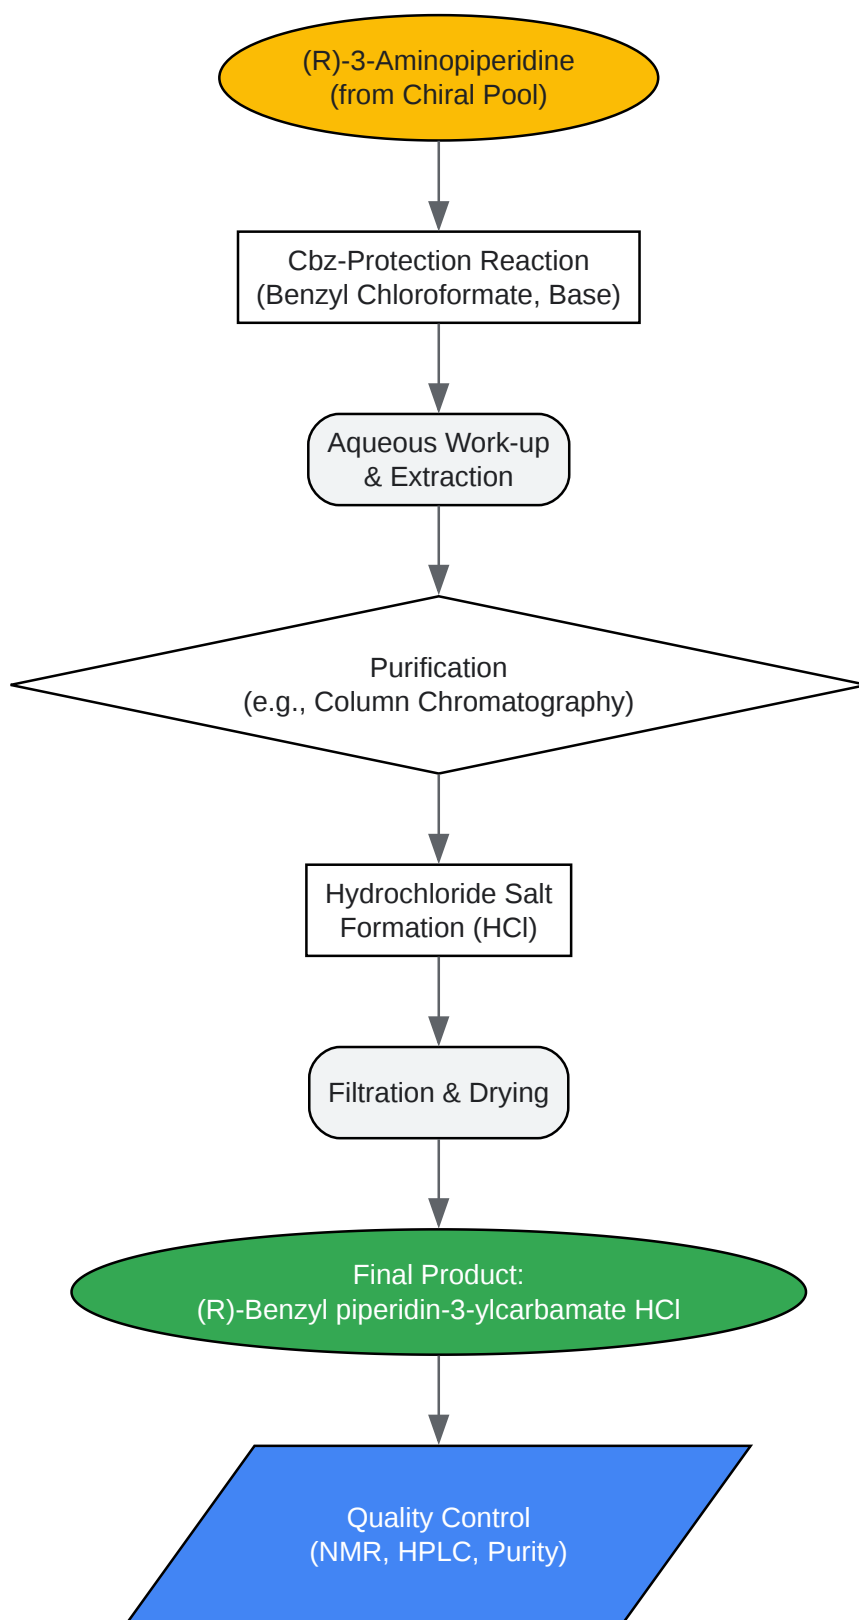 (R)-3-Aminopiperidine
(from Chiral Pool)
Cbz-Protection Reaction
(Benzyl Chloroformate, Base)
Aqueous Work-up
& Extraction
Purification
(e.g., Column Chromatography)
Hydrochloride Salt
Formation (HCl)
Filtration & Drying
Final Product:
(R)-Benzyl piperidin-3-ylcarbamate HCl
Quality Control
(NMR, HPLC, Purity)